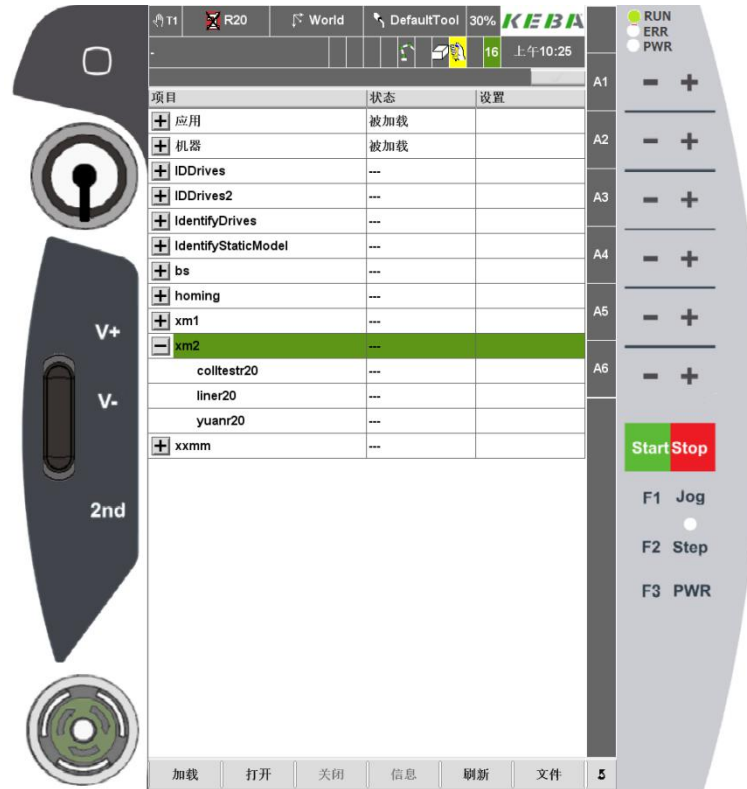 T1 R20 World DefaultTool 30% KEBA
RUN
ERR
PWR
- 16 上午10:25
A1 - +
项目 状态 设置
+ 应用 被加载
A2 - +
+ 机器 被加载
+ IDDrives ---
+ IDDrives2 ---
A3 - +
+ IdentifyDrives ---
+ IdentifyStaticModel ---
A4 - +
+ bs ---
+ homing ---
A5 - +
+ xm1 ---
V+
- xm2 ---
colltestr20 ---
A6 - +
liner20 ---
V-
yuanr20 ---
+ xxmm ---
Start Stop
F1 Jog
2nd
F2 Step
F3 PWR
加载 打开 关闭 信息 刷新 文件 5